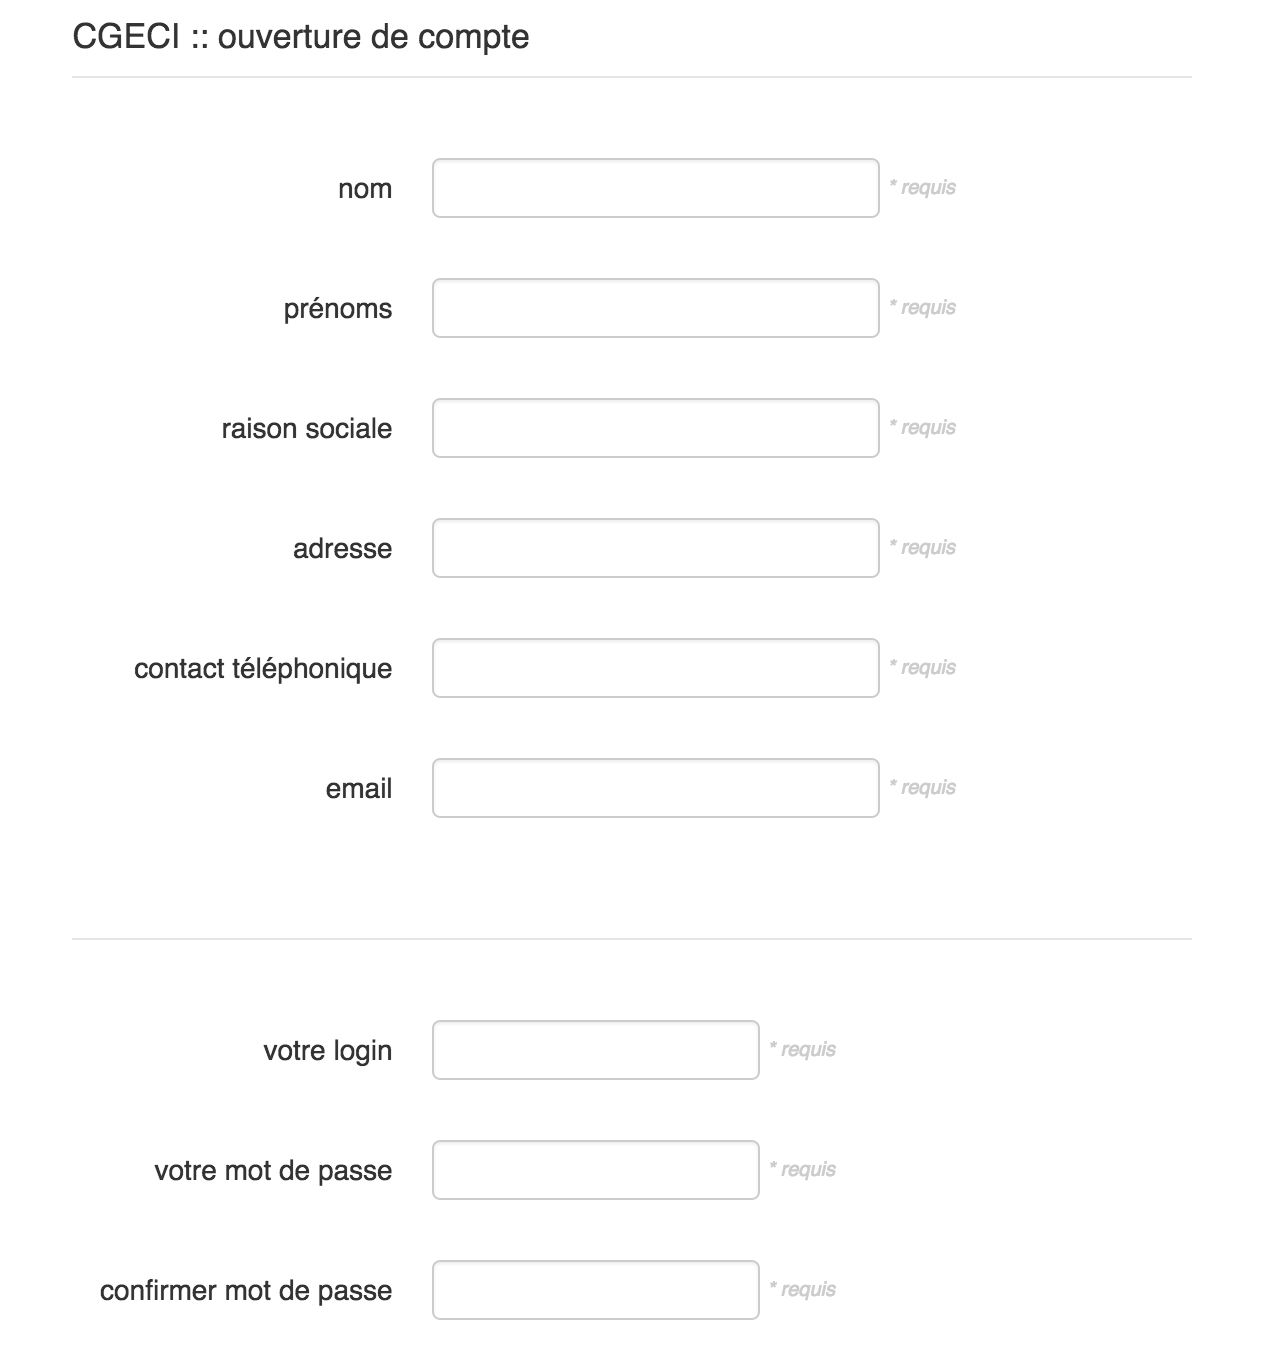 CGECI :: ouverture de compte
nom * requis
prénoms * requis
raison sociale * requis
adresse * requis
contact téléphonique * requis
email * requis
votre login * requis
votre mot de passe * requis
confirmer mot de passe * requis